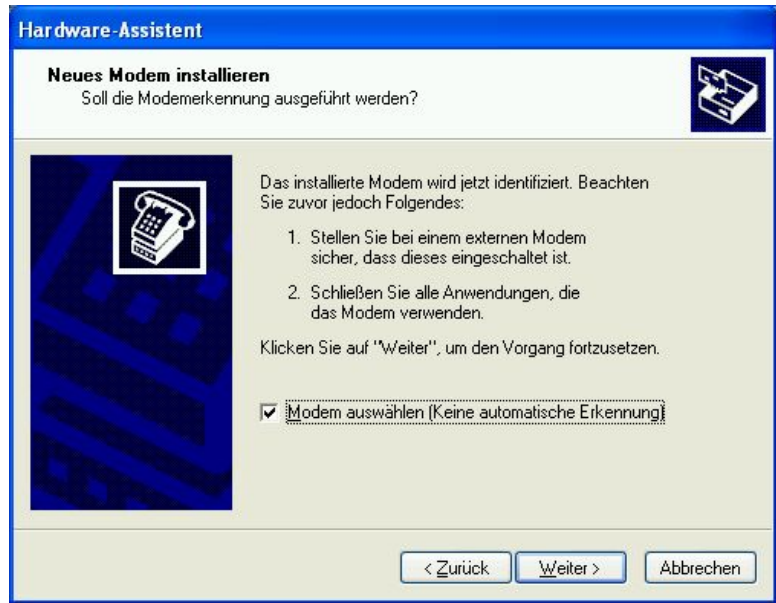 Hardware-Assistent
Neues Modem installieren
Soll die Modemerkennung ausgeführt werden?
Das installierte Modem wird jetzt identifiziert. Beachten
Sie zuvor jedoch Folgendes:
1. Stellen Sie bei einem externen Modem
sicher, dass dieses eingeschaltet ist.
2. Schließen Sie alle Anwendungen, die
das Modem verwenden.
Klicken Sie auf "Weiter", um den Vorgang fortzusetzen.
Modem auswählen (Keine automatische Erkennung)
< Zurück Weiter > Abbrechen